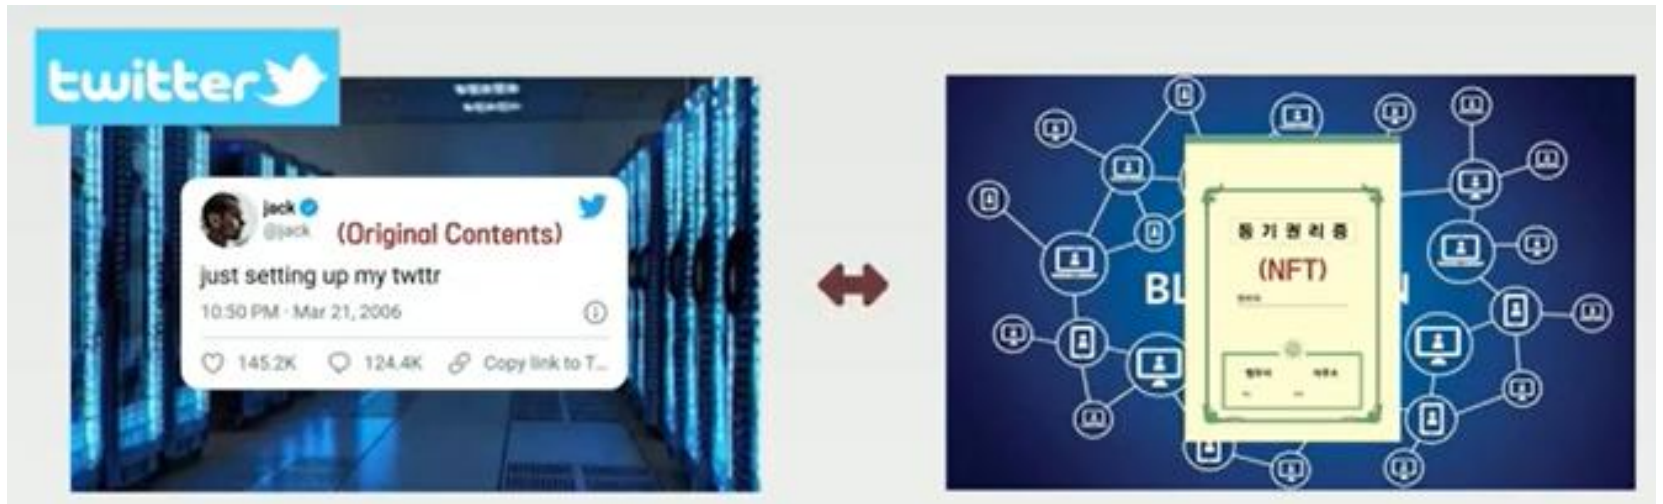 twitter
jack
@jack
(Original Contents)
just setting up my twttr
10:50 PM · Mar 21, 2006
145.2K
124.4K
Copy link to T...
등기권리증
(NFT)
BL
N